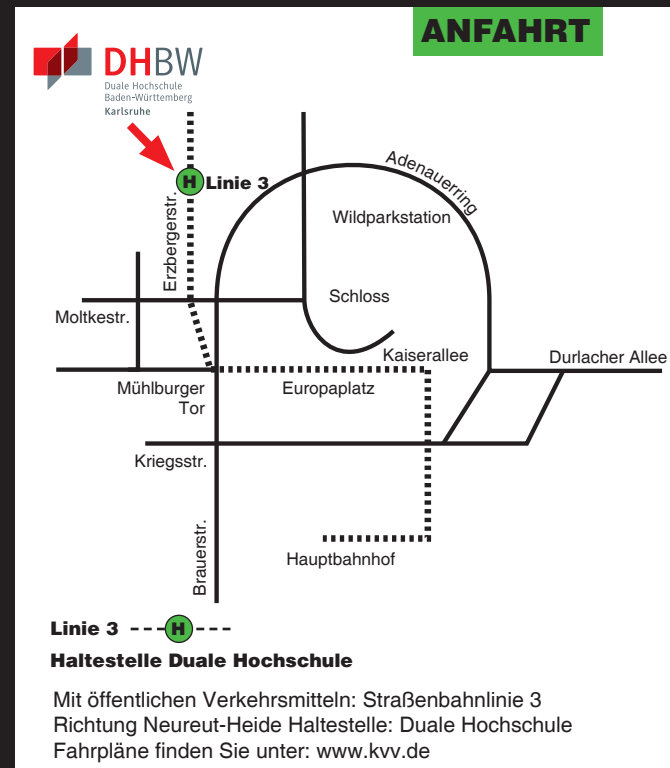 ANFAHRT
DHBW
Duale Hochschule
Baden-Württemberg
Karlsruhe
H Linie 3
Erzbergerstr.
Adenauerring
Wildparkstation
Schloss
Moltkestr.
Kaiserallee
Durlacher Allee
Mühlburger
Tor
Europaplatz
Kriegsstr.
Brauerstr.
Hauptbahnhof
Linie 3 ---H---
Haltestelle Duale Hochschule
Mit öffentlichen Verkehrsmitteln: Straßenbahnlinie 3
Richtung Neureut-Heide Haltestelle: Duale Hochschule
Fahrpläne finden Sie unter: www.kvv.de